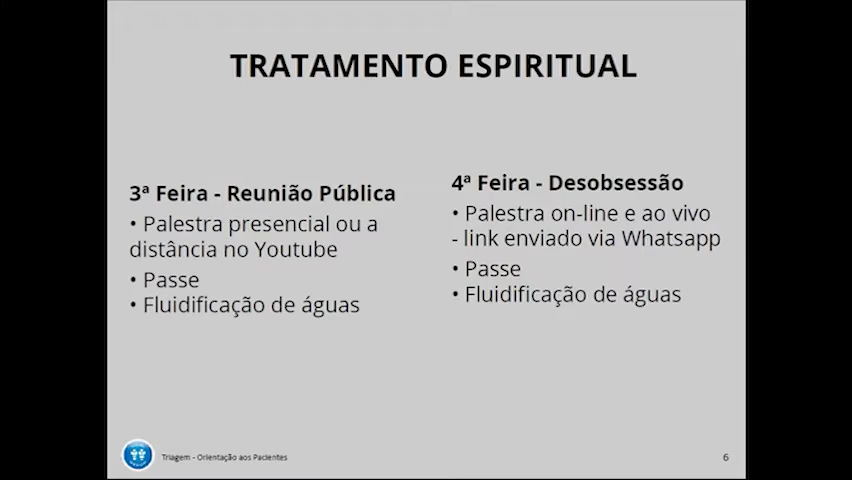 TRATAMENTO ESPIRITUAL
3ª Feira - Reunião Pública
• Palestra presencial ou a
distância no Youtube
• Passe
• Fluidificação de águas
4ª Feira - Desobsessão
• Palestra on-line e ao vivo
- link enviado via Whatsapp
• Passe
• Fluidificação de águas
Triagem - Orientação aos Pacientes
6